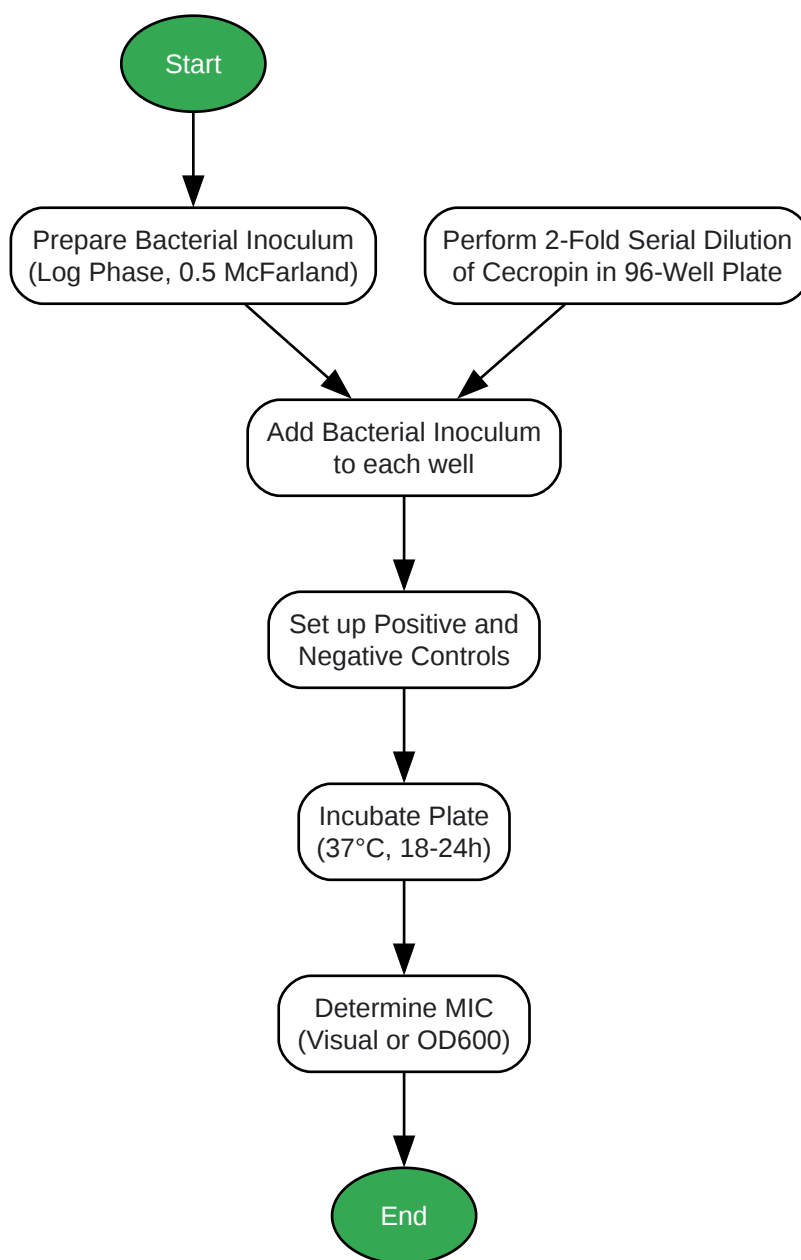 Start
Prepare Bacterial Inoculum
(Log Phase, 0.5 McFarland)
Perform 2-Fold Serial Dilution
of Cecropin in 96-Well Plate
Add Bacterial Inoculum
to each well
Set up Positive and
Negative Controls
Incubate Plate
(37°C, 18-24h)
Determine MIC
(Visual or OD600)
End